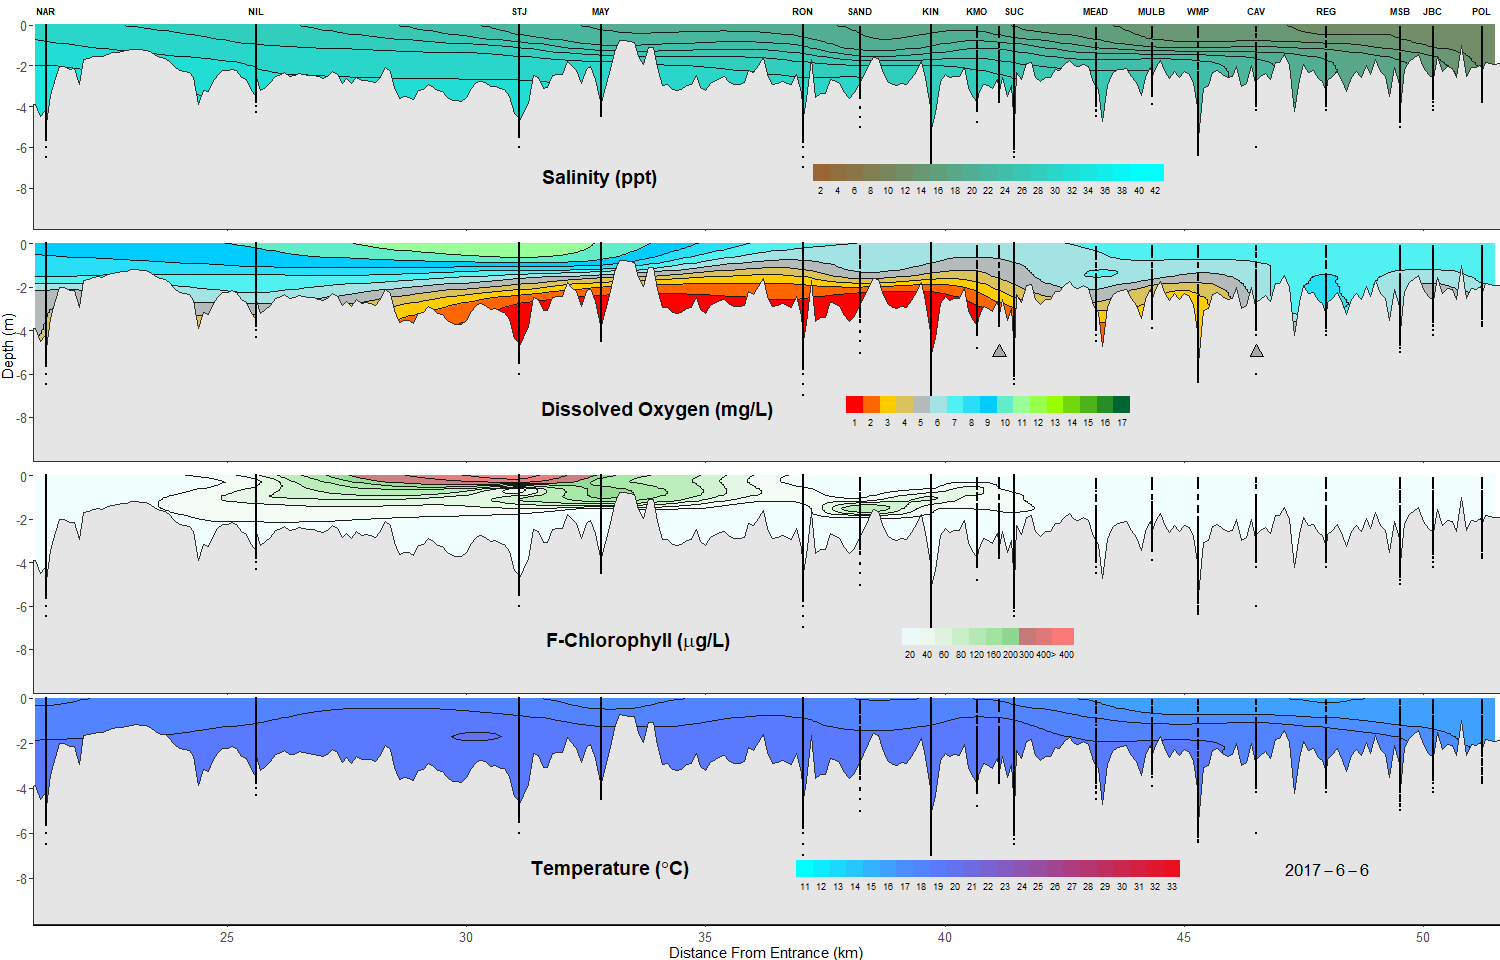 NAR NIL STJ MAY RON SAND KIN KMO SUC MEAD MULB WMP CAV REG MSB JBC POL
0
-2
-4
-6
-8
Salinity (ppt)
2 4 6 8 10 12 14 16 18 20 22 24 26 28 30 32 34 36 38 40 42
0
-2
-4
-6
-8
Dissolved Oxygen (mg/L)
1 2 3 4 5 6 7 8 9 10 11 12 13 14 15 16 17
Depth (m)
0
-2
-4
-6
-8
F-Chlorophyll (μg/L)
20 40 60 80 120 160 200 300 400> 400
0
-2
-4
-6
-8
Temperature (°C)
11 12 13 14 15 16 17 18 19 20 21 22 23 24 25 26 27 28 29 30 31 32 33
2017-6-6
25 30 35 40 45 50
Distance From Entrance (km)